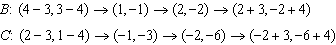 B: (4 − 3, 3 − 4) → (1, −1) → (2, −2) → (2 + 3, −2 + 4)
C: (2 − 3, 1 − 4) → (−1, −3) → (−2, −6) → (−2 + 3, −6 + 4)